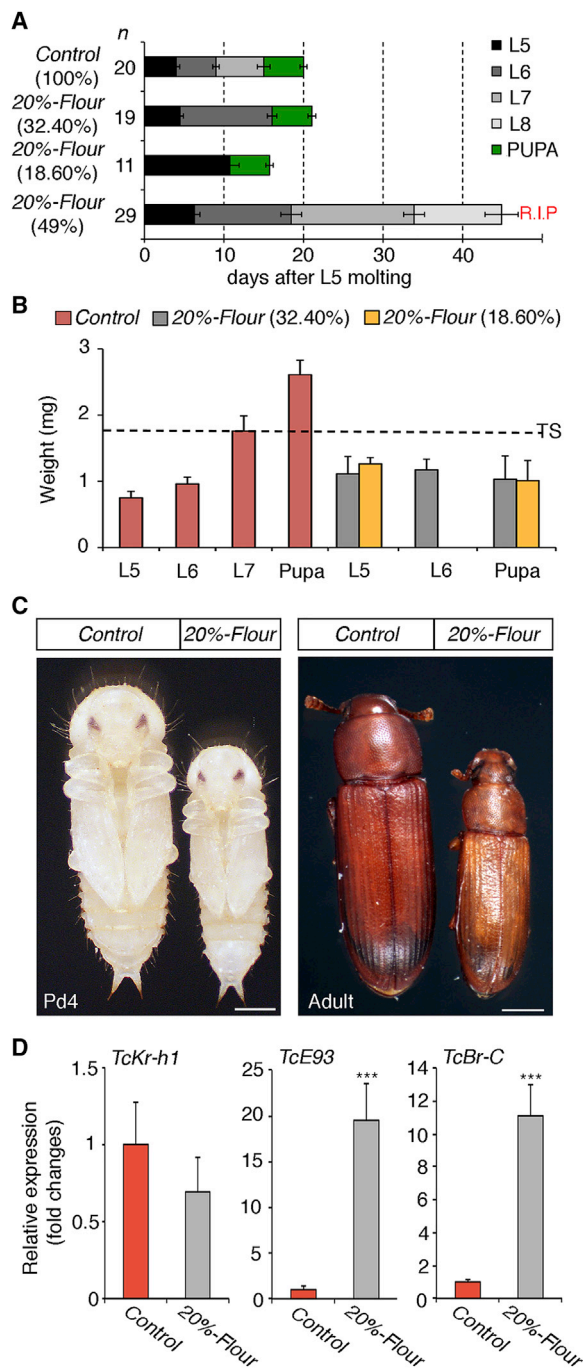 A
n
Control
(100%)
20
20%-Flour
(32.40%)
19
20%-Flour
(18.60%)
11
20%-Flour
(49%)
29
R.I.P
L5
L6
L7
L8
PUPA
0 10 20 30 40
days after L5 molting
B
Control 20%-Flour (32.40%) 20%-Flour (18.60%)
3
2
1
0
Weight (mg)
TS
L5 L6 L7 Pupa L5 L6 Pupa
C
Control 20%-Flour Control 20%-Flour
Pd4
Adult
D
TcKr-h1 TcE93 TcBr-C
Relative expression
(fold changes)
1.5
1
0.5
0
Control 20%-Flour
25
20
15
10
5
0
***
Control 20%-Flour
14
12
10
8
6
4
2
0
***
Control 20%-Flour